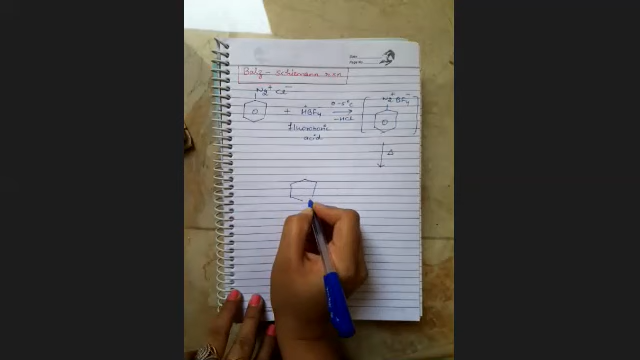 Balz - Schiemann rxn
N2+ Cl-
+ HBF4 0-5°C -HCl N2+ BF4-
fluoroboric
acid
Δ